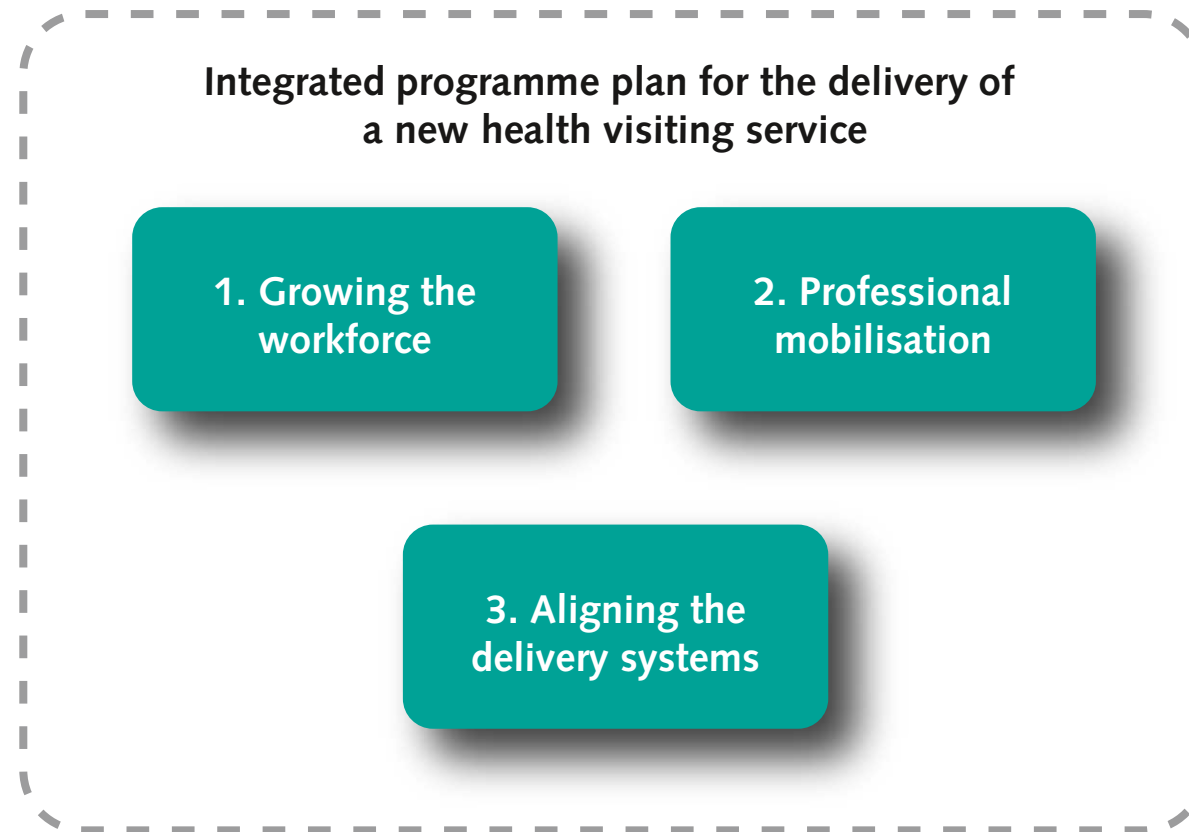 Integrated programme plan for the delivery of
a new health visiting service
1. Growing the
workforce
2. Professional
mobilisation
3. Aligning the
delivery systems